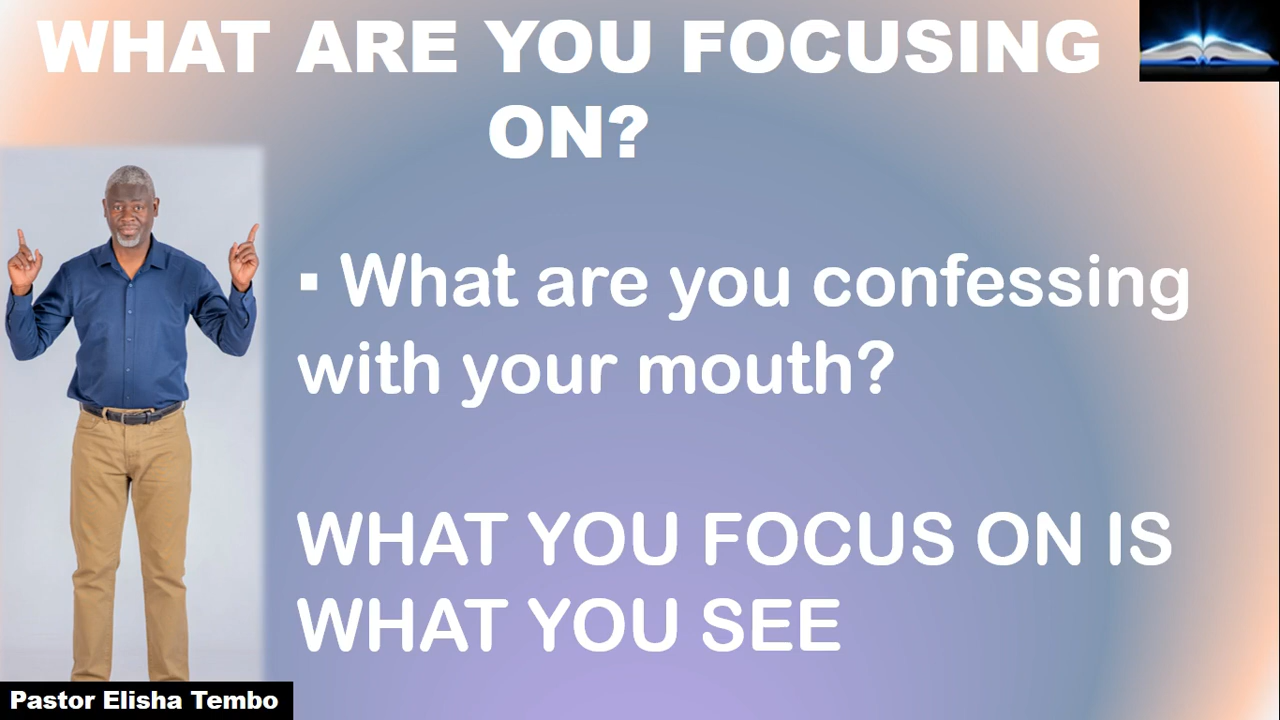 WHAT ARE YOU FOCUSING
ON?
▪ What are you confessing
with your mouth?
WHAT YOU FOCUS ON IS
WHAT YOU SEE
Pastor Elisha Tembo